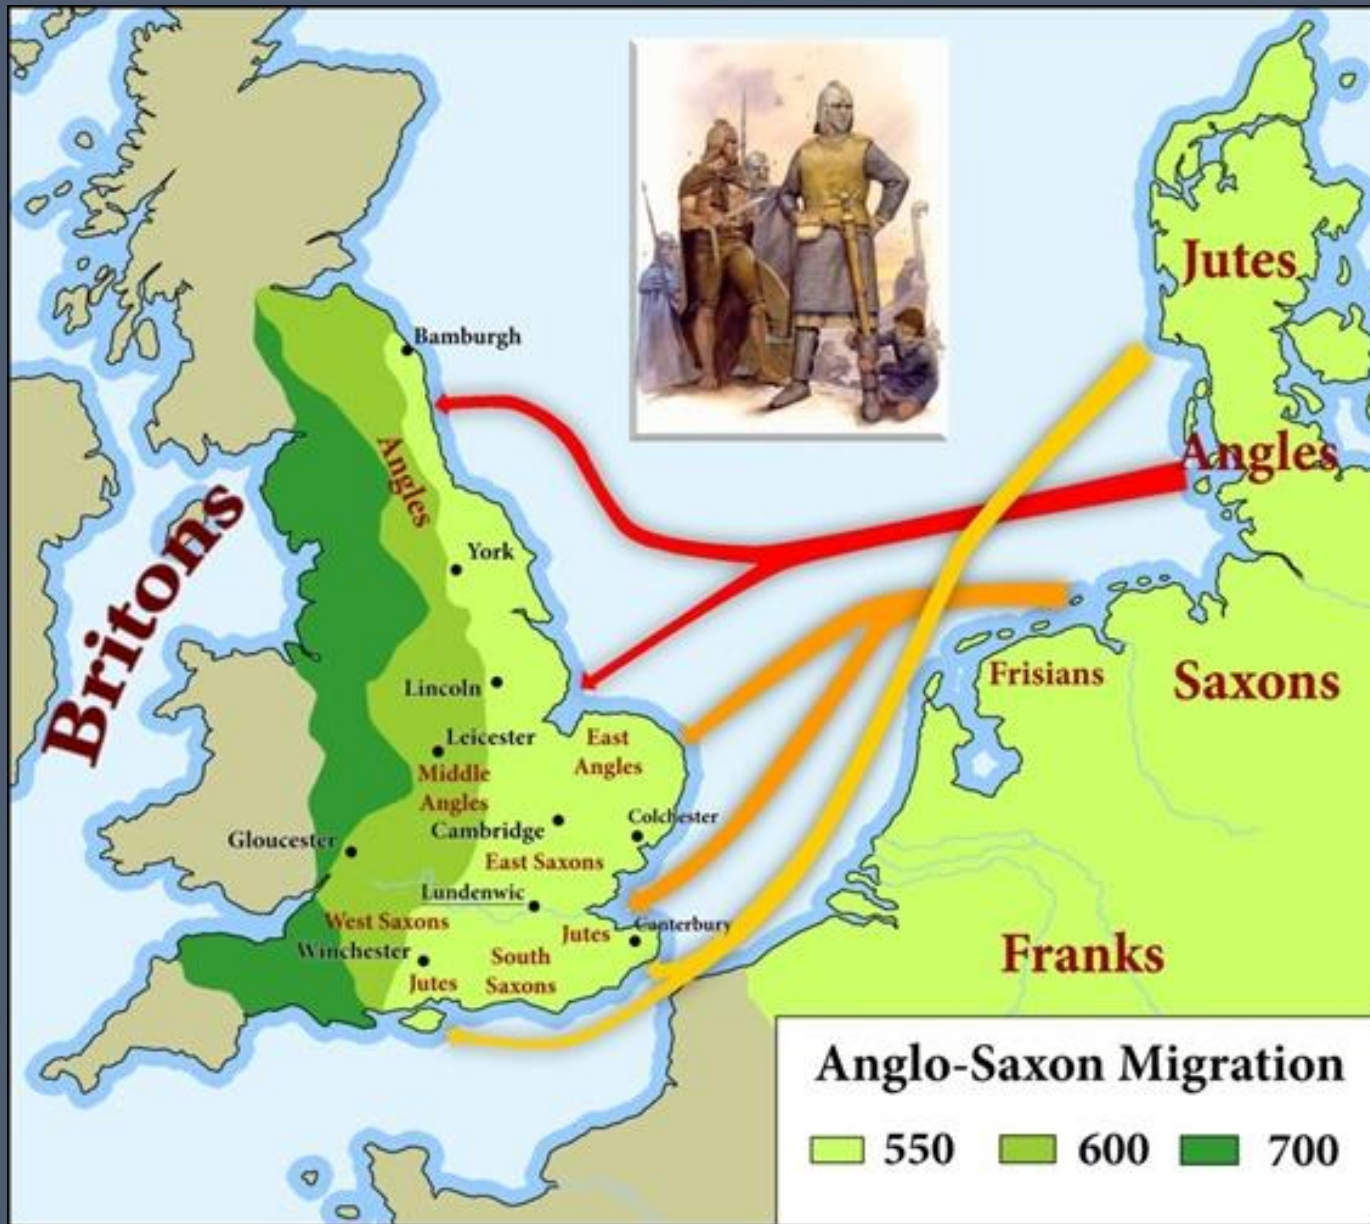 Jutes
Bamburgh
Angles
Angles
Britons
York
Frisians
Saxons
Lincoln
Leicester
East
Angles
Middle
Angles
Colchester
Cambridge
Gloucester
East Saxons
Lundenwic
West Saxons
Canterbury
Jutes
Winchester
South
Saxons
Jutes
Franks
Anglo-Saxon Migration
550 600 700